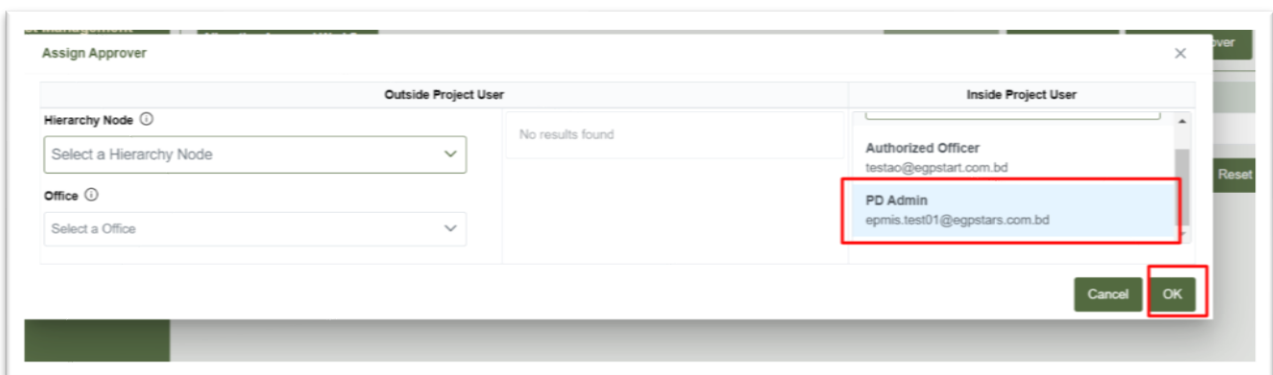 Assign Approver
Outside Project User
Inside Project User
Hierarchy Node
Select a Hierarchy Node
Office
Select a Office
No results found
Authorized Officer
testao@egpstart.com.bd
PD Admin
epmis.test01@egpstars.com.bd
Cancel
OK
Reset